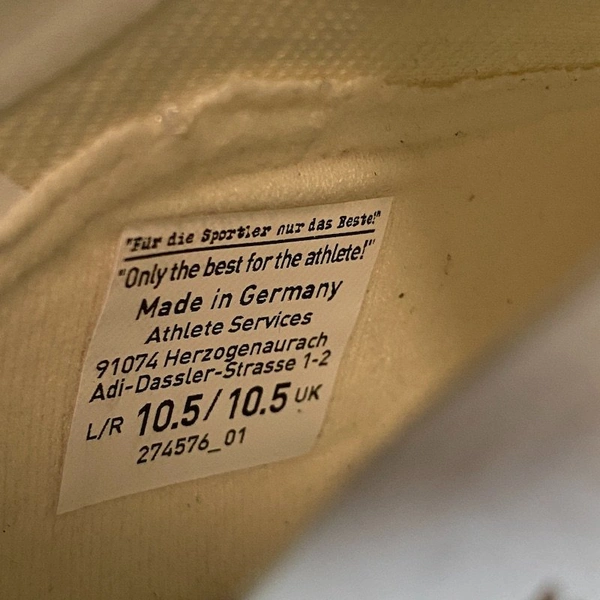 "Für die Sportler nur das Beste!"
"Only the best for the athlete!"
Made in Germany
Athlete Services
91074 Herzogenaurach
Adi-Dassler-Strasse 1-2
L/R 10.5/10.5 UK
274576_01